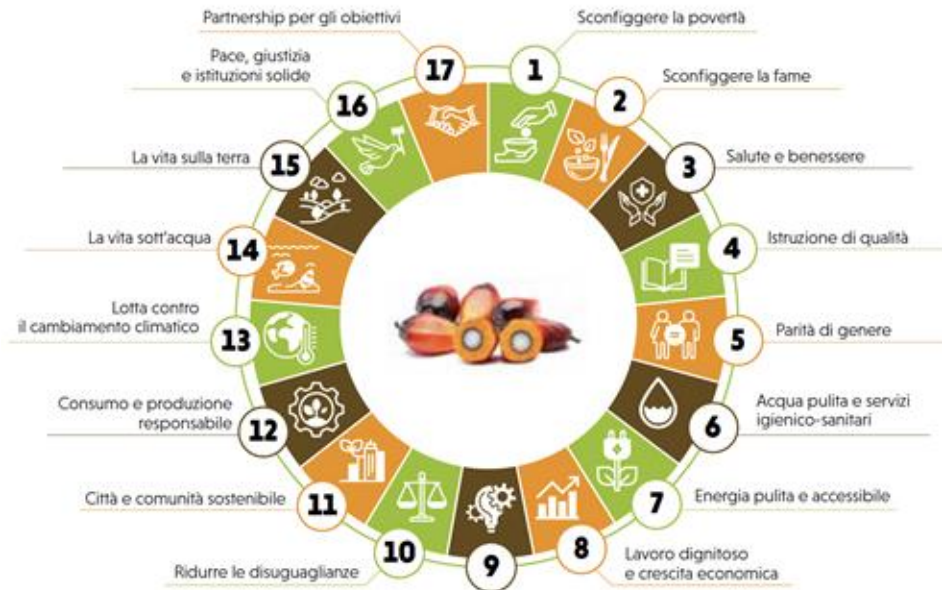 Partnership per gli obiettivi
17
1
Sconfiggere la povertà
Pace, giustizia
e istituzioni solide
16
2
Sconfiggere la fame
La vita sulla terra
15
3
Salute e benessere
La vita sott'acqua
14
4
Istruzione di qualità
Lotta contro
il cambiamento climatico
13
5
Parità di genere
Consumo e produzione
responsabile
12
6
Acqua pulita e servizi
igienico-sanitari
Città e comunità sostenibile
11
7
Energia pulita e accessibile
Ridurre le disuguaglianze
10
9
8
Lavoro dignitoso
e crescita economica